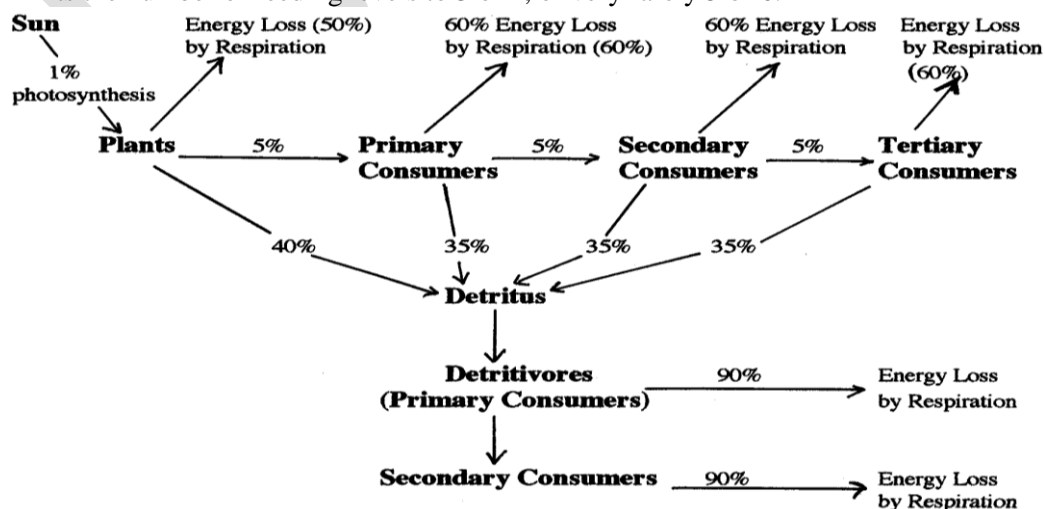 Sun
Energy Loss (50%)
by Respiration
60% Energy Loss
by Respiration (60%)
60% Energy Loss
by Respiration
Energy Loss
by Respiration
(60%)
1%
photosynthesis
Plants
5%
Primary
Consumers
5%
Secondary
Consumers
5%
Tertiary
Consumers
40%
35%
35%
35%
Detritus
Detritivores
(Primary Consumers)
90%
Energy Loss
by Respiration
Secondary Consumers
90%
Energy Loss
by Respiration